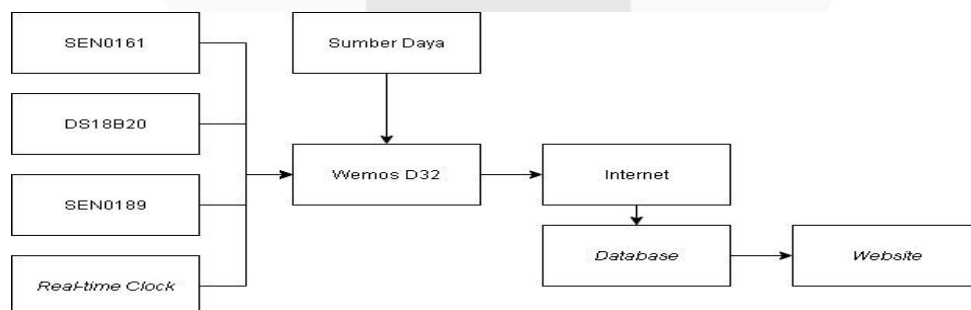 SEN0161
Sumber Daya
DS18B20
Wemos D32
Internet
SEN0189
Database
Website
Real-time Clock